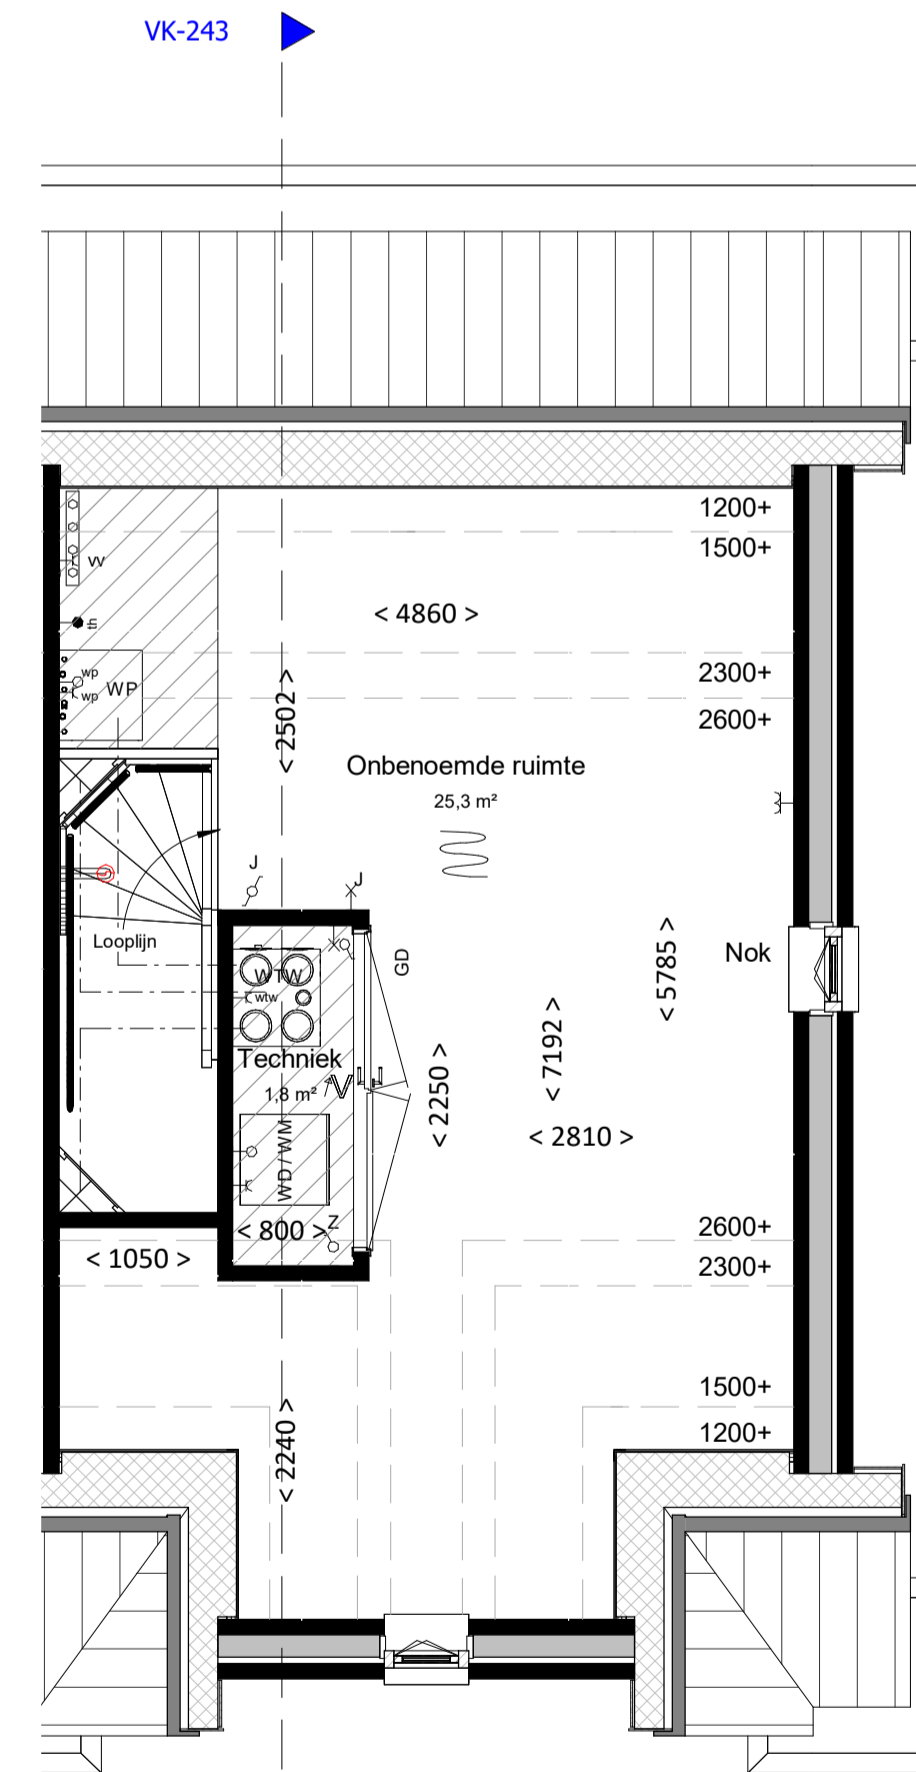 VK-243
1200+
1500+
vv
< 4860 >
th
2300+
wp
WP
wp
2600+
< 2502 >
Onbenoemde ruimte
25,3 m²
J
J
Looplijn
Nok
GD
WTW
wtw
< 5785 >
< 7192 >
Techniek
1,8 m²
< 2250 >
< 2810 >
WD / WM
Z
< 800 >
2600+
< 1050 >
2300+
1500+
1200+
< 2240 >